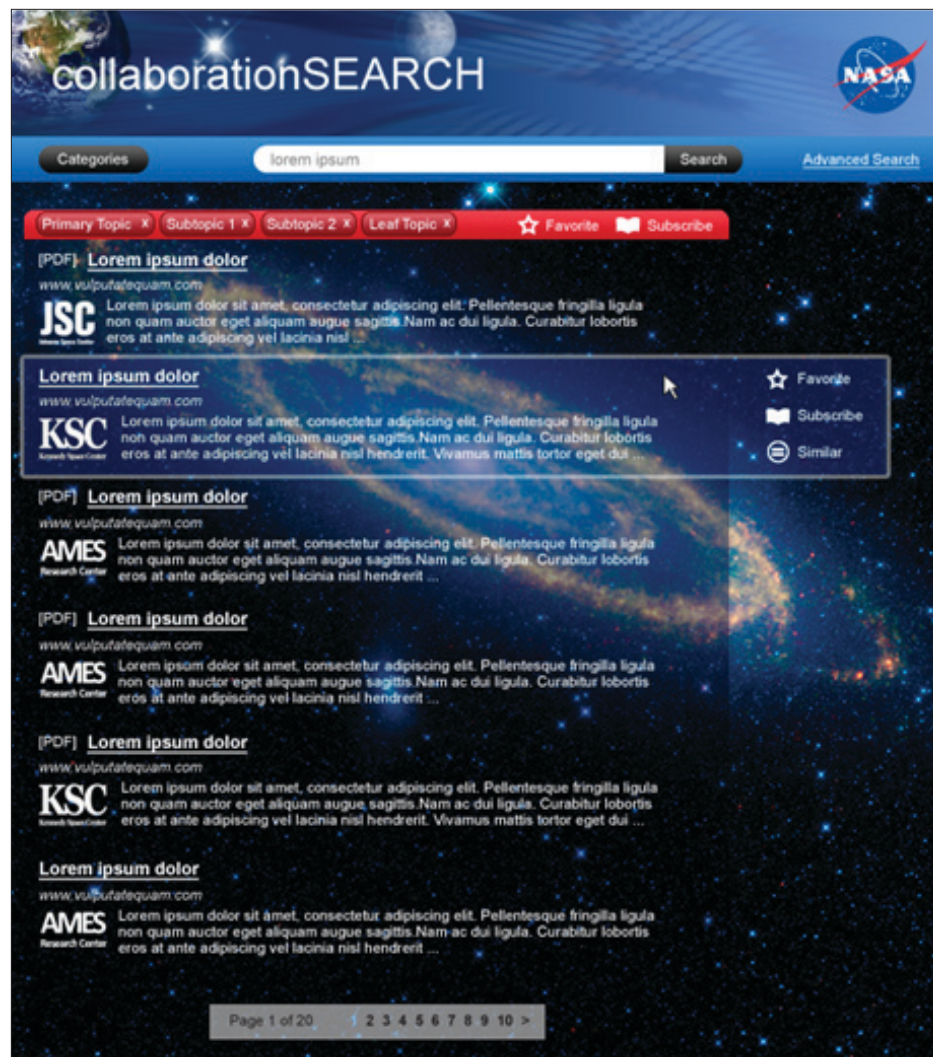 collaborationSEARCH
NASA
Categories
lorem ipsum
Search
Advanced Search
Primary Topic x
Subtopic 1 x
Subtopic 2 x
Leaf Topic x
Favorite
Subscribe
[PDF] Lorem ipsum dolor
www.vulputatequam.com
JSC
Johnson Space Center
Lorem ipsum dolor sit amet, consectetur adipiscing elit. Pellentesque fringilla ligula
non quam auctor eget aliquam augue sagittis.Nam ac dui ligula. Curabitur lobortis
eros at ante adipiscing vel lacinia nisl ...
Lorem ipsum dolor
www.vulputatequam.com
KSC
Kennedy Space Center
Lorem ipsum dolor sit amet, consectetur adipiscing elit. Pellentesque fringilla ligula
non quam auctor eget aliquam augue sagittis.Nam ac dui ligula. Curabitur lobortis
eros at ante adipiscing vel lacinia nisl hendrerit. Vivamus mattis tortor eget dui ...
Favorite
Subscribe
Similar
[PDF] Lorem ipsum dolor
www.vulputatequam.com
AMES
Research Center
Lorem ipsum dolor sit amet, consectetur adipiscing elit. Pellentesque fringilla ligula
non quam auctor eget aliquam augue sagittis.Nam ac dui ligula. Curabitur lobortis
eros at ante adipiscing vel lacinia nisl hendrerit ...
[PDF] Lorem ipsum dolor
www.vulputatequam.com
AMES
Research Center
Lorem ipsum dolor sit amet, consectetur adipiscing elit. Pellentesque fringilla ligula
non quam auctor eget aliquam augue sagittis.Nam ac dui ligula. Curabitur lobortis
eros at ante adipiscing vel lacinia nisl hendrerit ...
[PDF] Lorem ipsum dolor
www.vulputatequam.com
KSC
Kennedy Space Center
Lorem ipsum dolor sit amet, consectetur adipiscing elit. Pellentesque fringilla ligula
non quam auctor eget aliquam augue sagittis.Nam ac dui ligula. Curabitur lobortis
eros at ante adipiscing vel lacinia nisl hendrerit. Vivamus mattis tortor eget dui ...
Lorem ipsum dolor
www.vulputatequam.com
AMES
Research Center
Lorem ipsum dolor sit amet, consectetur adipiscing elit. Pellentesque fringilla ligula
non quam auctor eget aliquam augue sagittis.Nam ac dui ligula. Curabitur lobortis
eros at ante adipiscing vel lacinia nisl hendrerit ...
Page 1 of 20 1 2 3 4 5 6 7 8 9 10 >